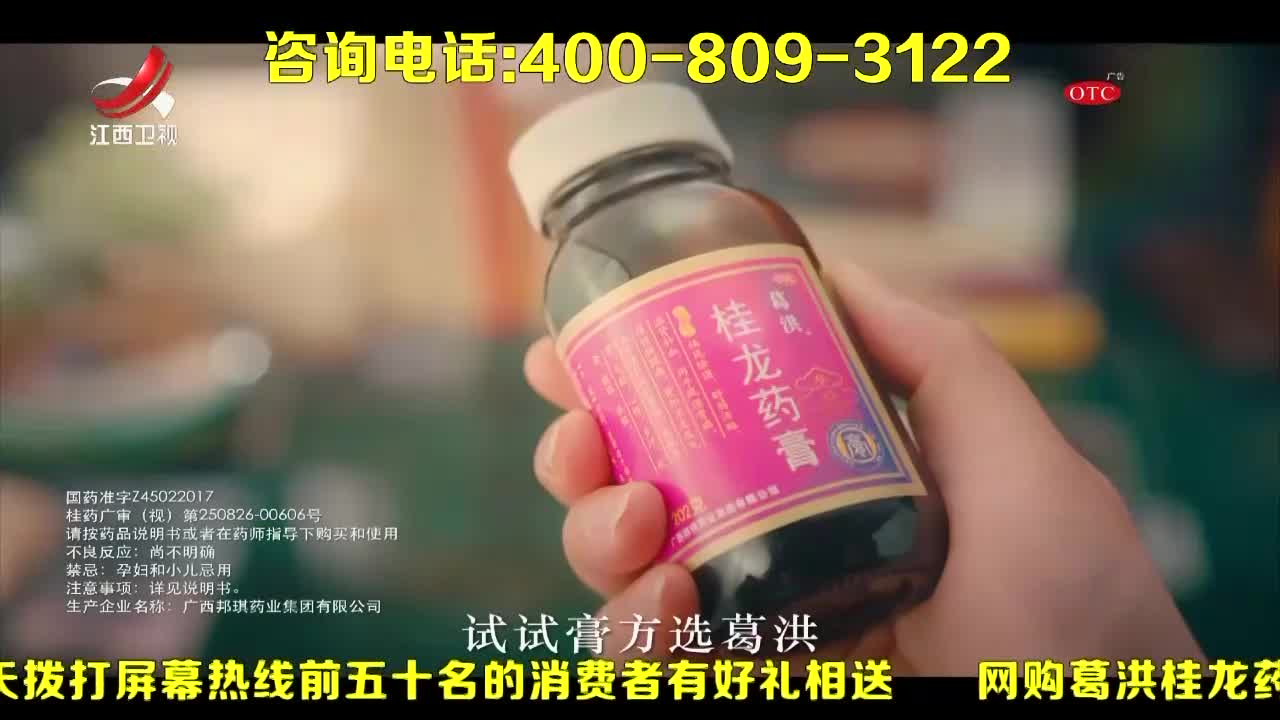 咨询电话:400-809-3122
江西卫视
广告
OTC
葛洪
桂龙药膏
202克
国药准字Z45022017
桂药广审（视）第250826-00606号
请按药品说明书或者在药师指导下购买和使用
不良反应：尚不明确
禁忌：孕妇和小儿忌用
注意事项：详见说明书。
生产企业名称：广西邦琪药业集团有限公司
试试膏方选葛洪
天拨打屏幕热线前五十名的消费者有好礼相送 网购葛洪桂龙药